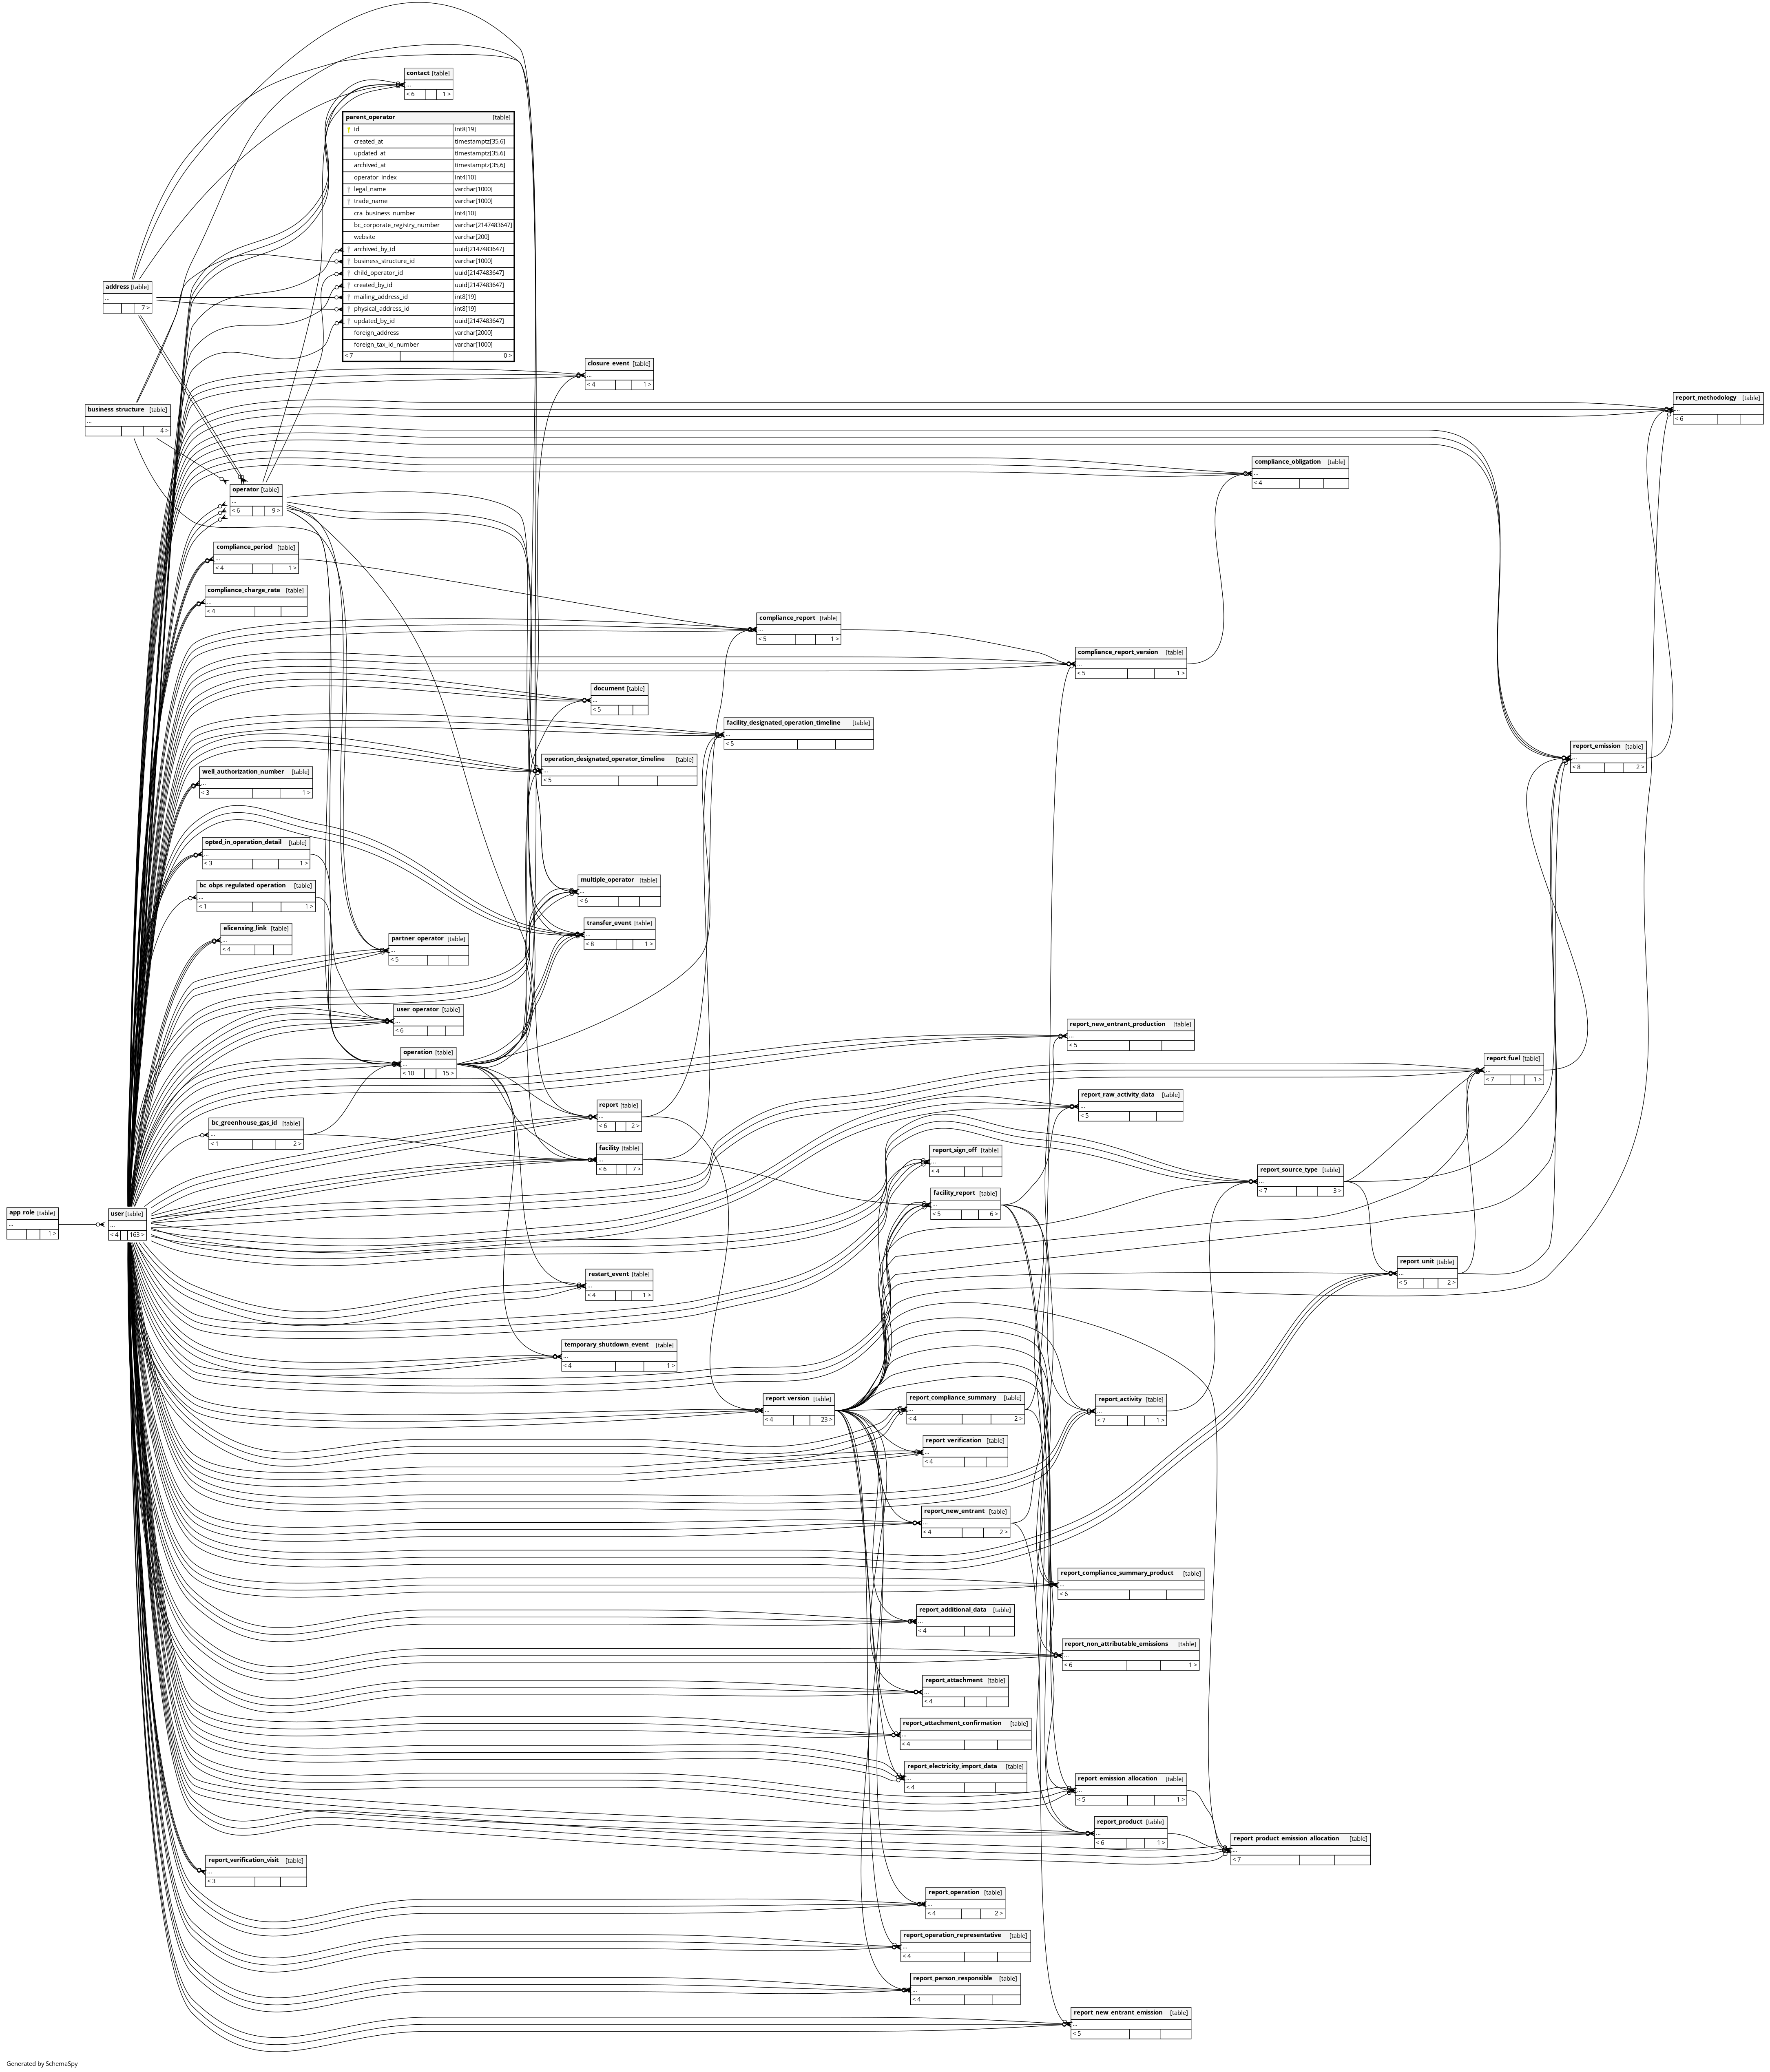 contact [table]
...
< 6 1 >
parent_operator [table]
id int8[19]
created_at timestamptz[35,6]
updated_at timestamptz[35,6]
archived_at timestamptz[35,6]
operator_index int4[10]
legal_name varchar[1000]
trade_name varchar[1000]
cra_business_number int4[10]
bc_corporate_registry_number varchar[2147483647]
website varchar[200]
archived_by_id uuid[2147483647]
business_structure_id varchar[1000]
child_operator_id uuid[2147483647]
created_by_id uuid[2147483647]
mailing_address_id int8[19]
physical_address_id int8[19]
updated_by_id uuid[2147483647]
foreign_address varchar[2000]
foreign_tax_id_number varchar[1000]
< 7 0 >
address [table]
...
7 >
closure_event [table]
...
< 4 1 >
report_methodology [table]
...
< 6
business_structure [table]
...
4 >
compliance_obligation [table]
...
< 4
operator [table]
...
< 6 9 >
compliance_period [table]
...
< 4 1 >
compliance_charge_rate [table]
...
< 4
compliance_report [table]
...
< 5 1 >
compliance_report_version [table]
...
< 5 1 >
document [table]
...
< 5
facility_designated_operation_timeline [table]
...
< 5
report_emission [table]
...
< 8 2 >
operation_designated_operator_timeline [table]
...
< 5
well_authorization_number [table]
...
< 3 1 >
opted_in_operation_detail [table]
...
< 3 1 >
bc_obps_regulated_operation [table]
...
< 1 1 >
multiple_operator [table]
...
< 6
elicensing_link [table]
...
< 4
transfer_event [table]
...
< 8 1 >
partner_operator [table]
...
< 5
user_operator [table]
...
< 6
report_new_entrant_production [table]
...
< 5
operation [table]
...
< 10 15 >
report_fuel [table]
...
< 7 1 >
report_raw_activity_data [table]
...
< 5
report [table]
...
< 6 2 >
bc_greenhouse_gas_id [table]
...
< 1 2 >
facility [table]
...
< 6 7 >
report_sign_off [table]
...
< 4
report_source_type [table]
...
< 7 3 >
facility_report [table]
...
< 5 6 >
app_role [table]
...
1 >
user [table]
...
< 4 163 >
report_unit [table]
...
< 5 2 >
restart_event [table]
...
< 4 1 >
temporary_shutdown_event [table]
...
< 4 1 >
report_version [table]
...
< 4 23 >
report_compliance_summary [table]
...
< 4 2 >
report_activity [table]
...
< 7 1 >
report_verification [table]
...
< 4
report_new_entrant [table]
...
< 4 2 >
report_compliance_summary_product [table]
...
< 6
report_additional_data [table]
...
< 4
report_non_attributable_emissions [table]
...
< 6 1 >
report_attachment [table]
...
< 4
report_attachment_confirmation [table]
...
< 4
report_electricity_import_data [table]
...
< 4
report_emission_allocation [table]
...
< 5 1 >
report_product [table]
...
< 6 1 >
report_product_emission_allocation [table]
...
< 7
report_verification_visit [table]
...
< 3
report_operation [table]
...
< 4 2 >
report_operation_representative [table]
...
< 4
report_person_responsible [table]
...
< 4
report_new_entrant_emission [table]
...
< 5
Generated by SchemaSpy